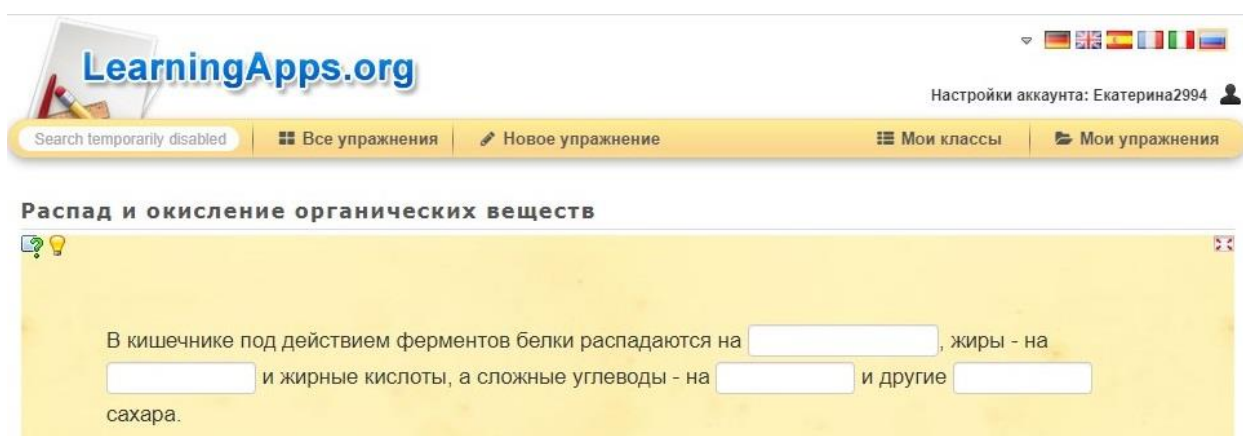 LearningApps.org
Настройки аккаунта: Екатерина2994
Search temporarily disabled Все упражнения Новое упражнение Мои классы Мои упражнения
Распад и окисление органических веществ
В кишечнике под действием ферментов белки распадаются на , жиры - на
и жирные кислоты, а сложные углеводы - на и другие
сахара.